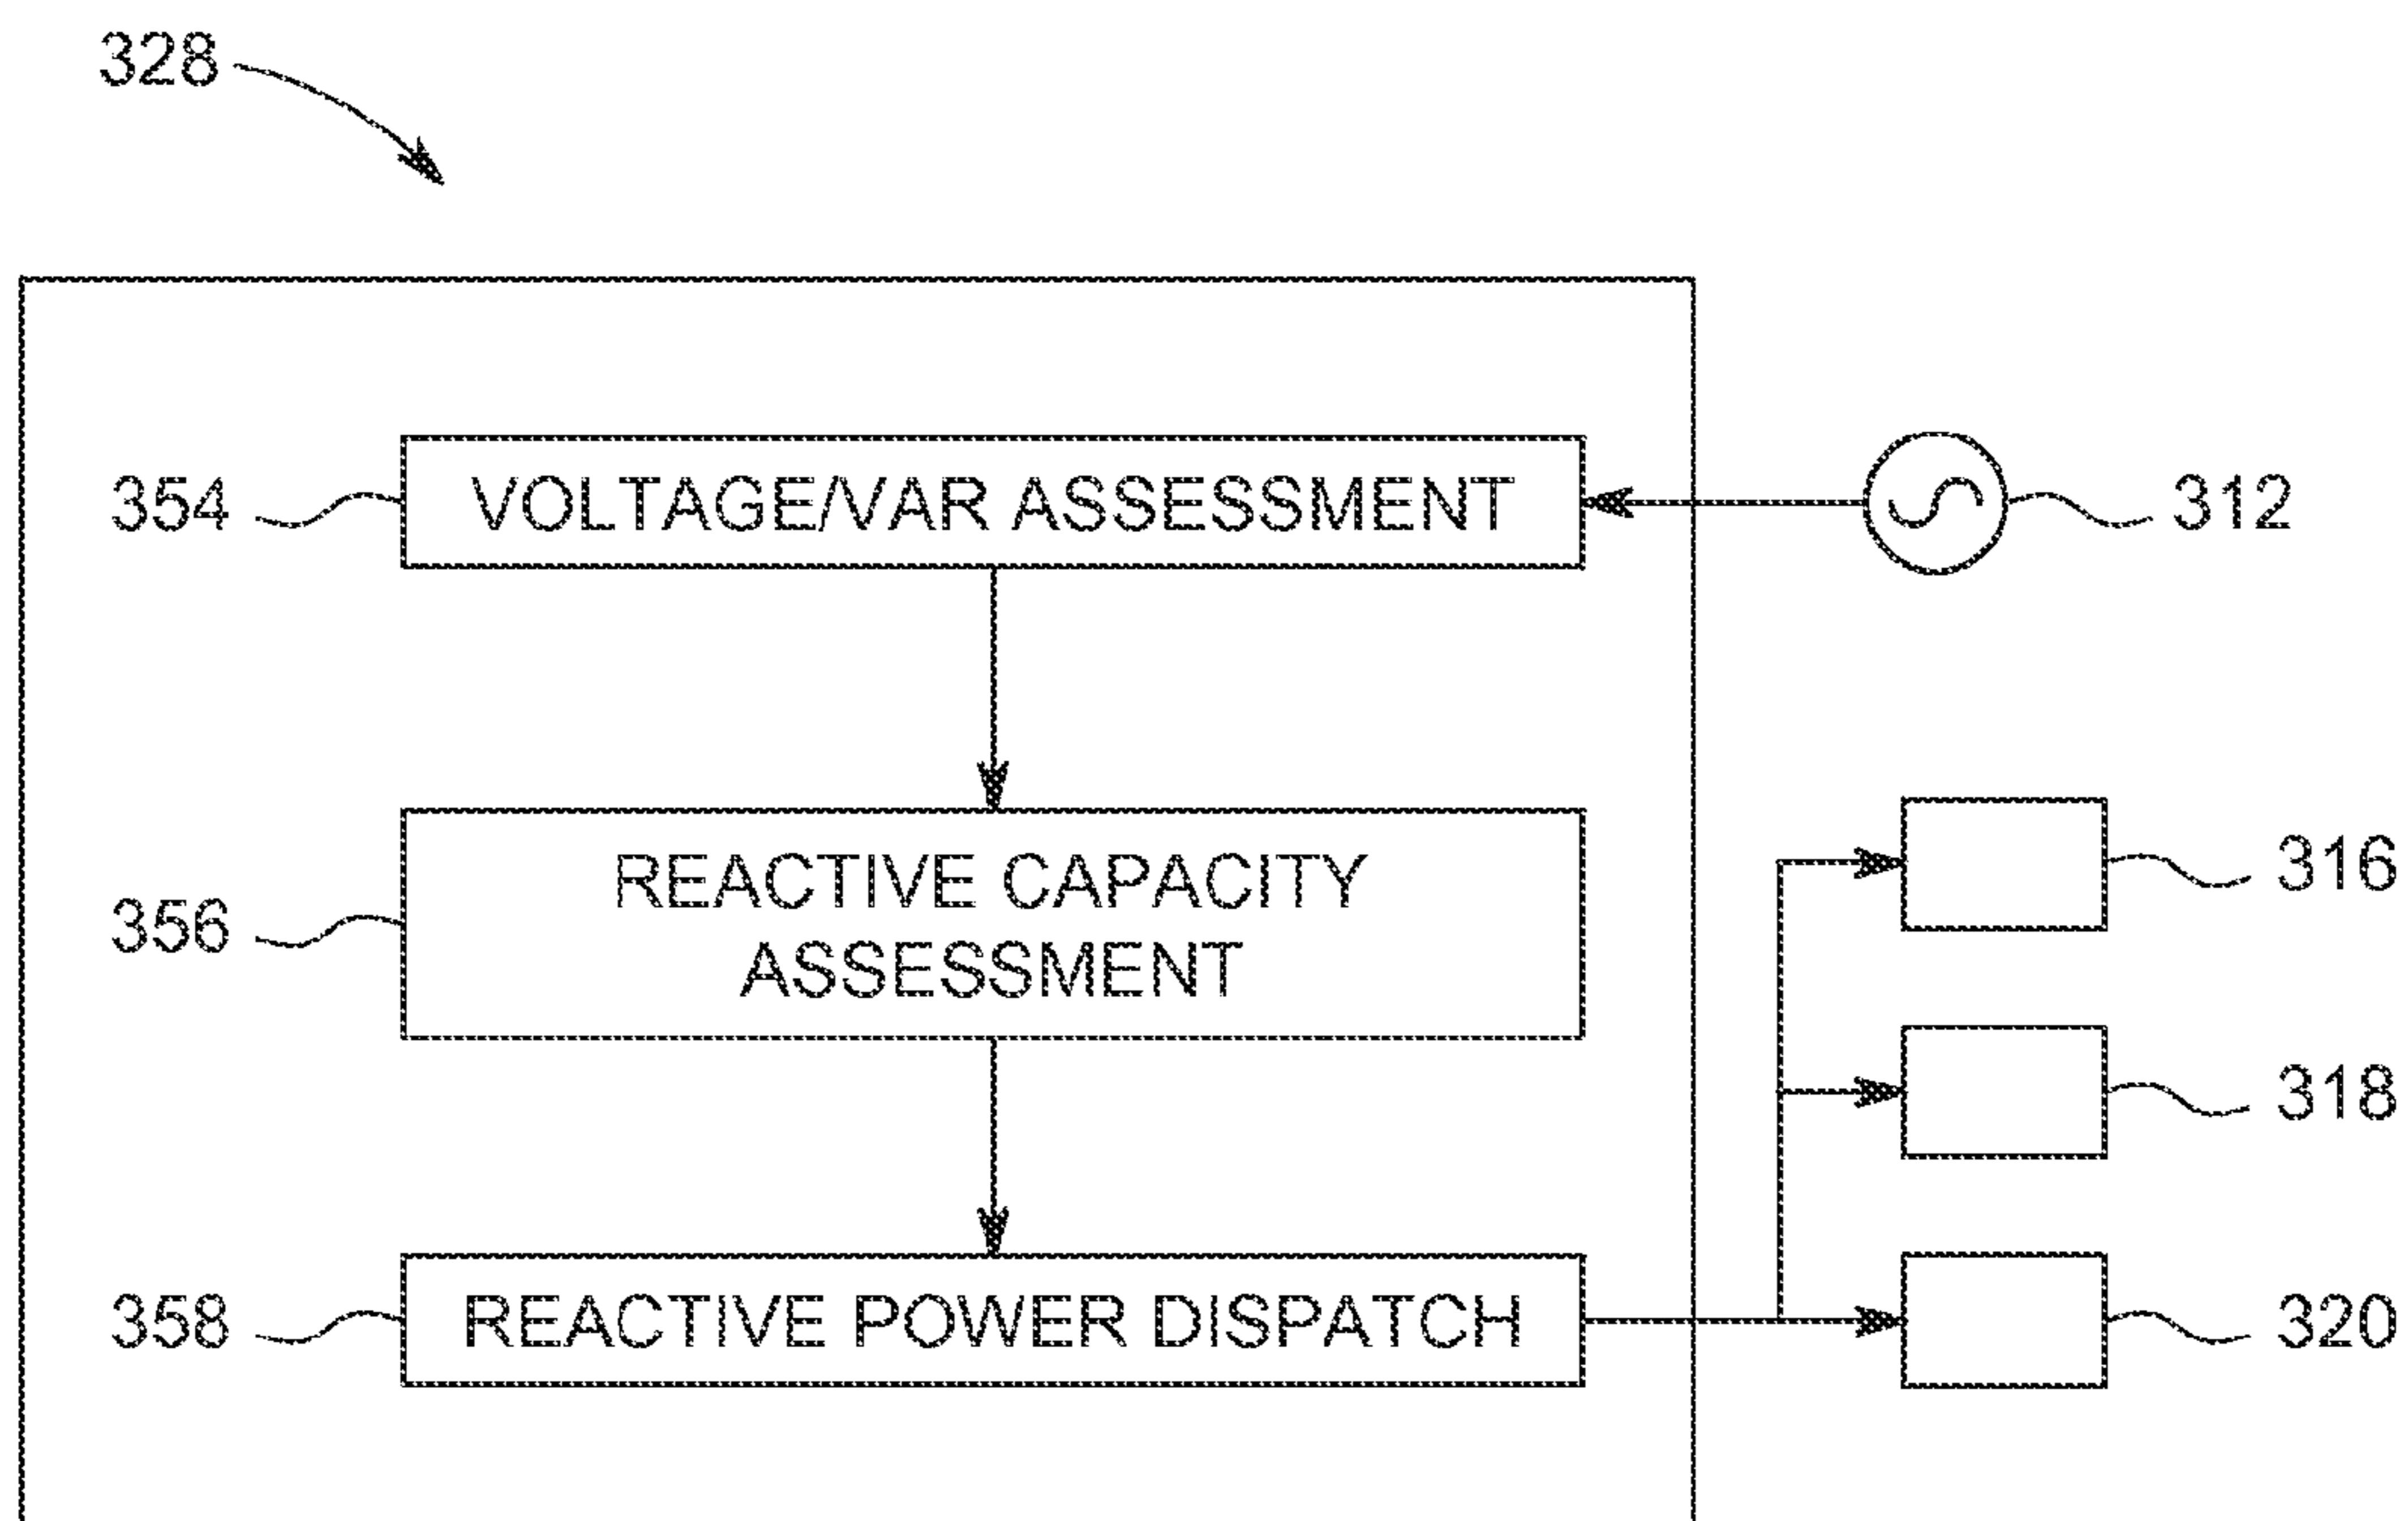 328
354
VOLTAGE/VAR ASSESSMENT
312
356
REACTIVE CAPACITY
ASSESSMENT
316
318
358
REACTIVE POWER DISPATCH
320